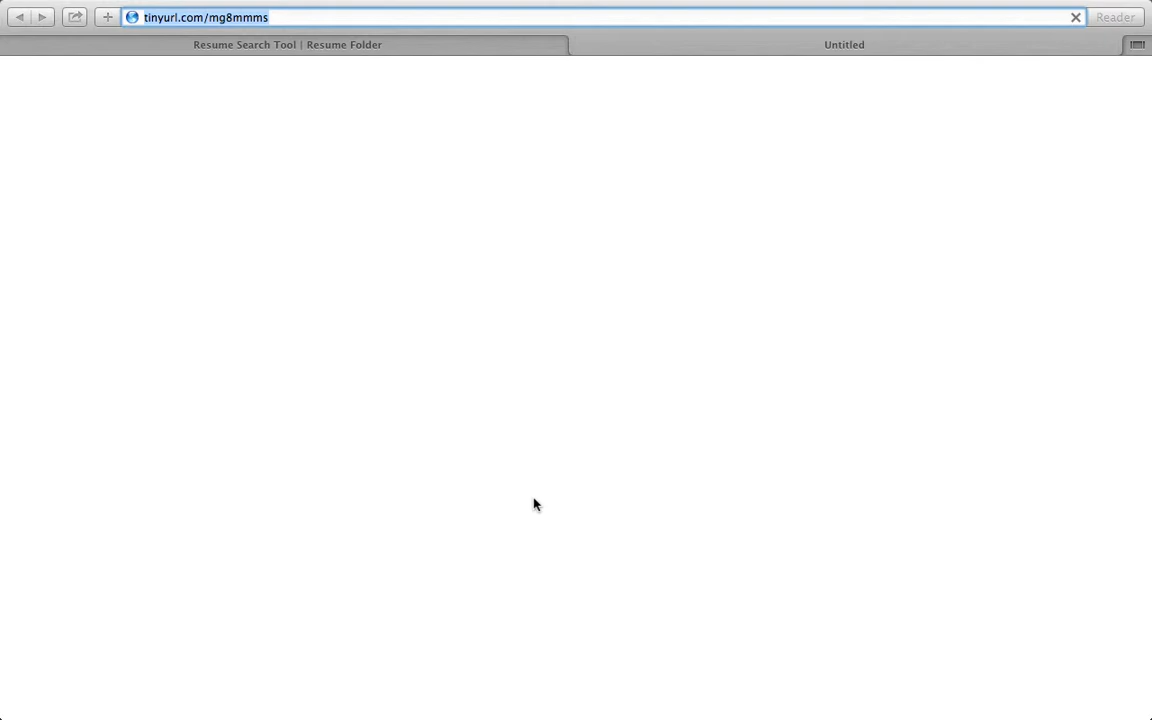 tinyurl.com/mg8mmms
Reader
Resume Search Tool | Resume Folder
Untitled